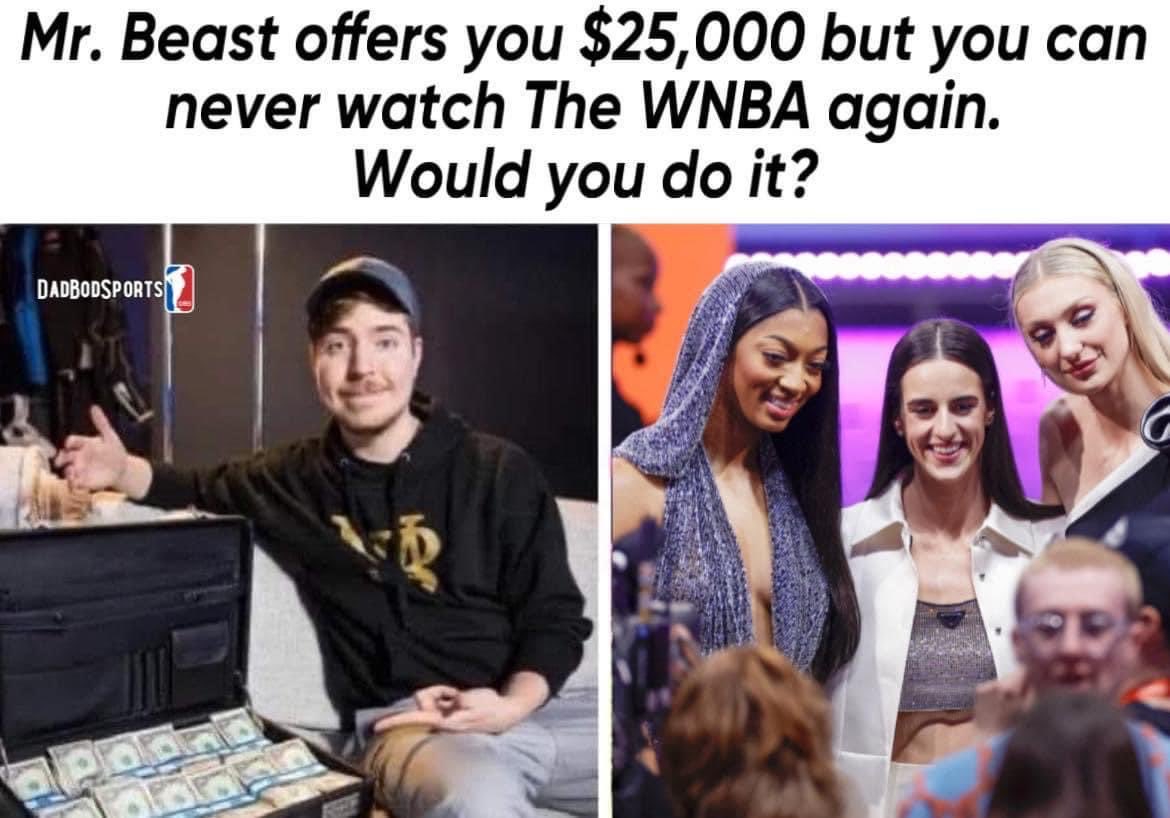 Mr. Beast offers you $25,000 but you can
never watch The WNBA again.
Would you do it?
DADBODSPORTS